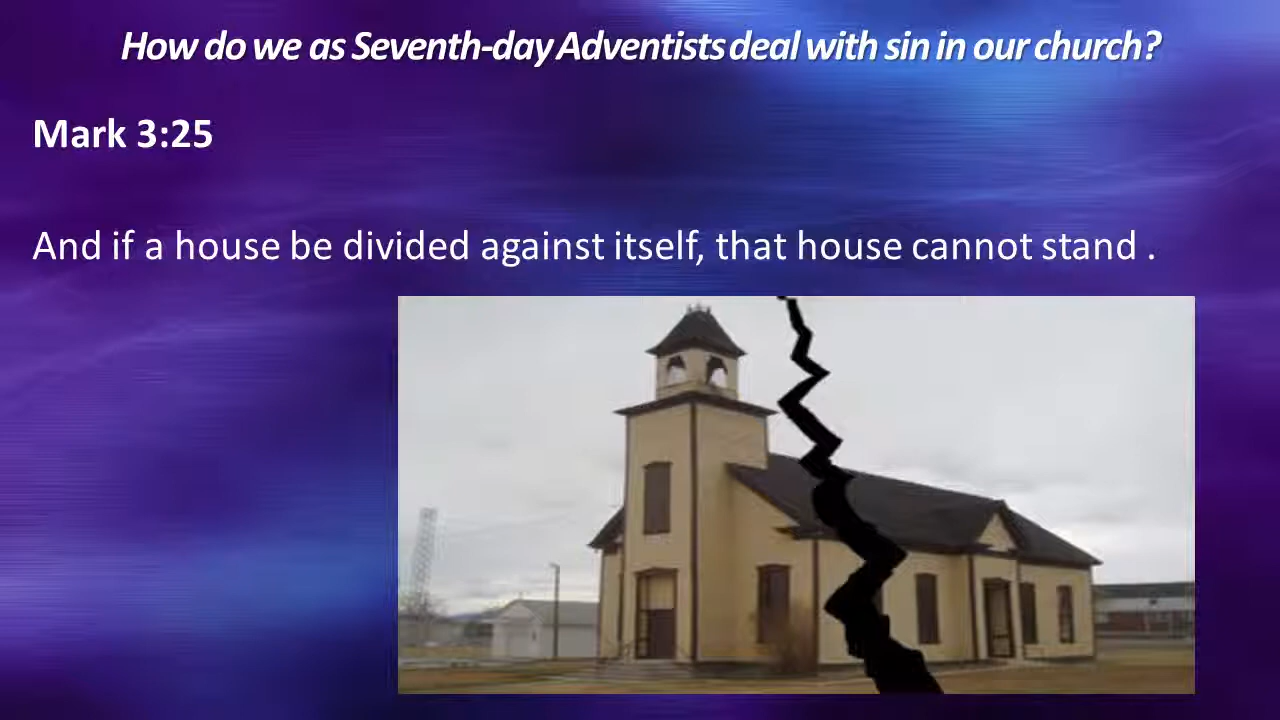 How do we as Seventh-day Adventists deal with sin in our church?
Mark 3:25
And if a house be divided against itself, that house cannot stand .